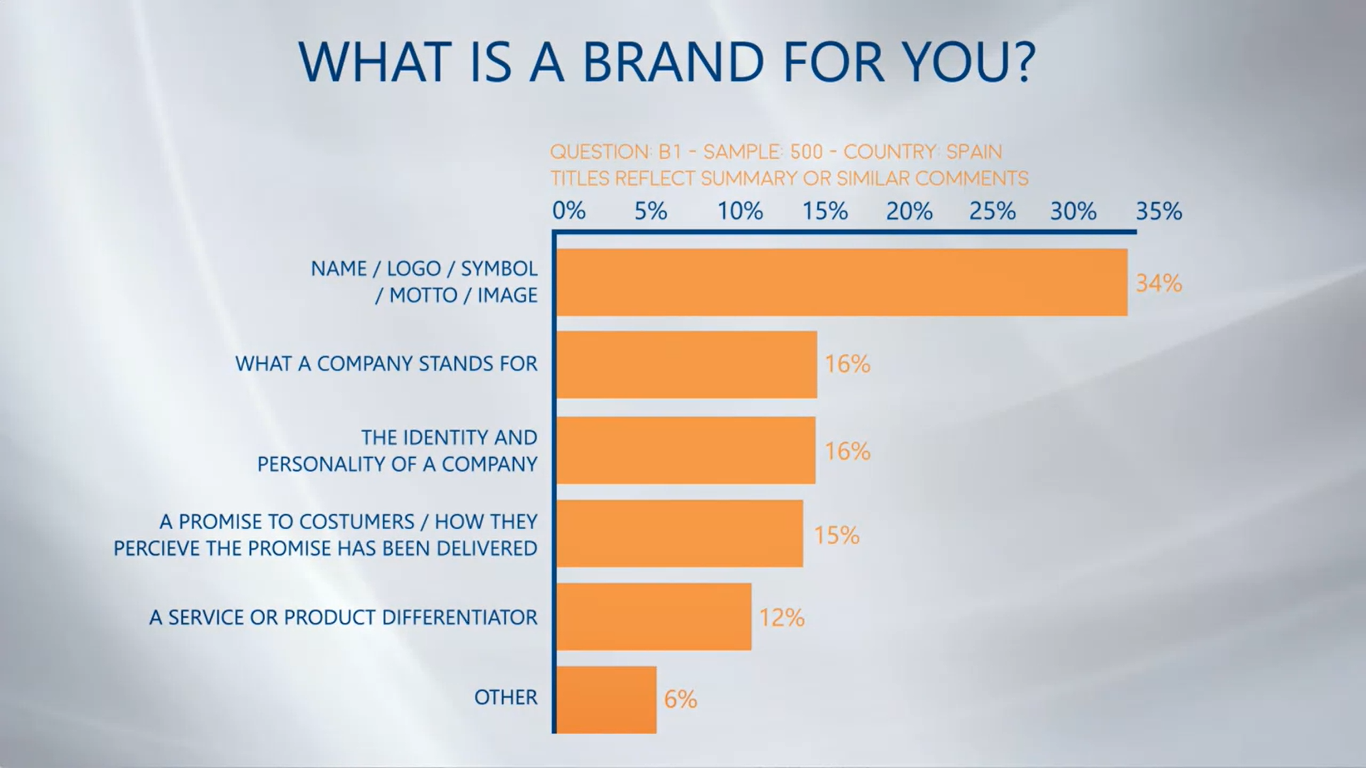 WHAT IS A BRAND FOR YOU?
QUESTION: B1 - SAMPLE: 500 - COUNTRY: SPAIN
TITLES REFLECT SUMMARY OR SIMILAR COMMENTS
0% 5% 10% 15% 20% 25% 30% 35%
NAME / LOGO / SYMBOL
/ MOTTO / IMAGE
34%
WHAT A COMPANY STANDS FOR
16%
THE IDENTITY AND
PERSONALITY OF A COMPANY
16%
A PROMISE TO COSTUMERS / HOW THEY
PERCIEVE THE PROMISE HAS BEEN DELIVERED
15%
A SERVICE OR PRODUCT DIFFERENTIATOR
12%
OTHER
6%